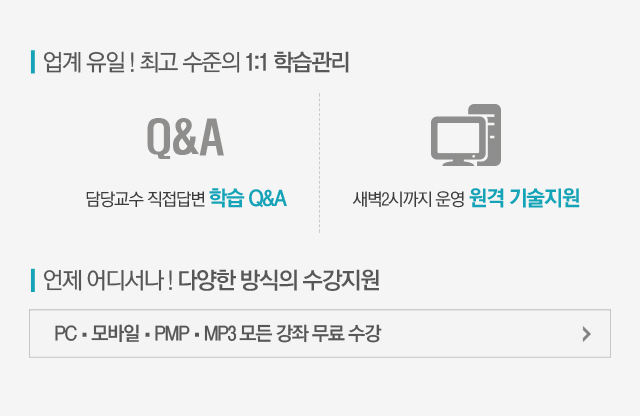 업계 유일! 최고 수준의 1:1 학습관리
Q&A
담당교수 직접답변 학습 Q&A
새벽2시까지 운영 원격 기술지원
언제 어디서나! 다양한 방식의 수강지원
PC ▪ 모바일 ▪ PMP ▪ MP3 모든 강좌 무료 수강